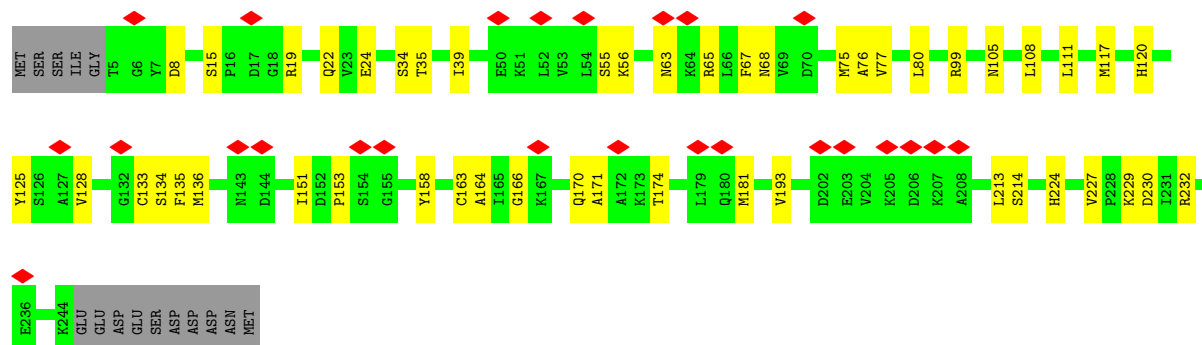 MET SER SER ILE GLY T5 G6 Y7 D8 S15 P16 D17 G18 R19 Q22 V23 E24 S34 T35 I39 E50 K51 L52 V53 L54 S55 K56 N63 K64 R65 L66 F67 N68 V69 D70 M75 A76 V77 L80 R99 N105 L108 L111 M117 H120
Y125 S126 A127 V128 G132 C133 S134 F135 M136 N143 D144 I151 D152 P153 S154 G155 Y158 C163 A164 I165 G166 K167 Q170 A171 A172 K173 T174 L179 Q180 M181 V193 D202 E203 V204 K205 D206 K207 A208 L213 S214 H224 V227 P228 K229 D230 I231 R232
E236 K244 GLU GLU ASP GLU SER ASP ASP ASP ASN MET